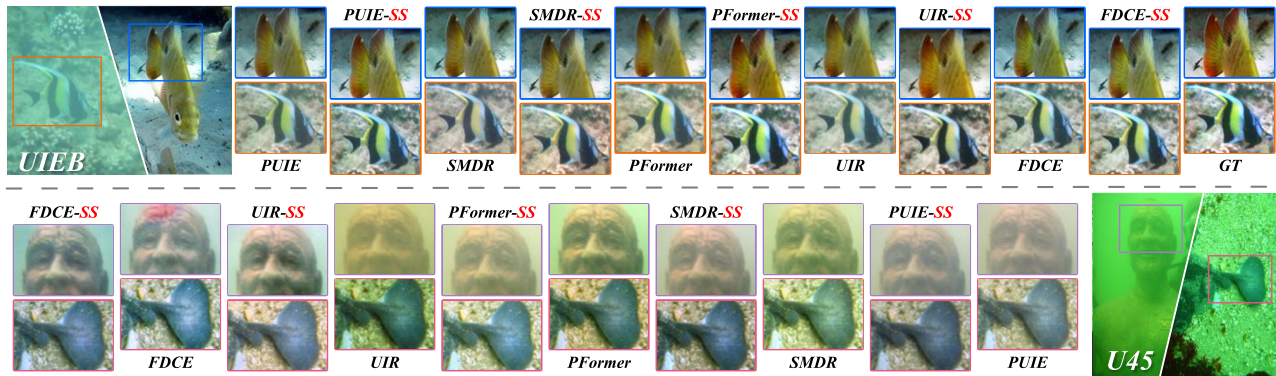 PUIE-SS SMDR-SS PFormer-SS UIR-SS FDCE-SS
UIEB PUIE SMDR PFormer UIR FDCE GT
FDCE-SS UIR-SS PFormer-SS SMDR-SS PUIE-SS
FDCE UIR PFormer SMDR PUIE U45